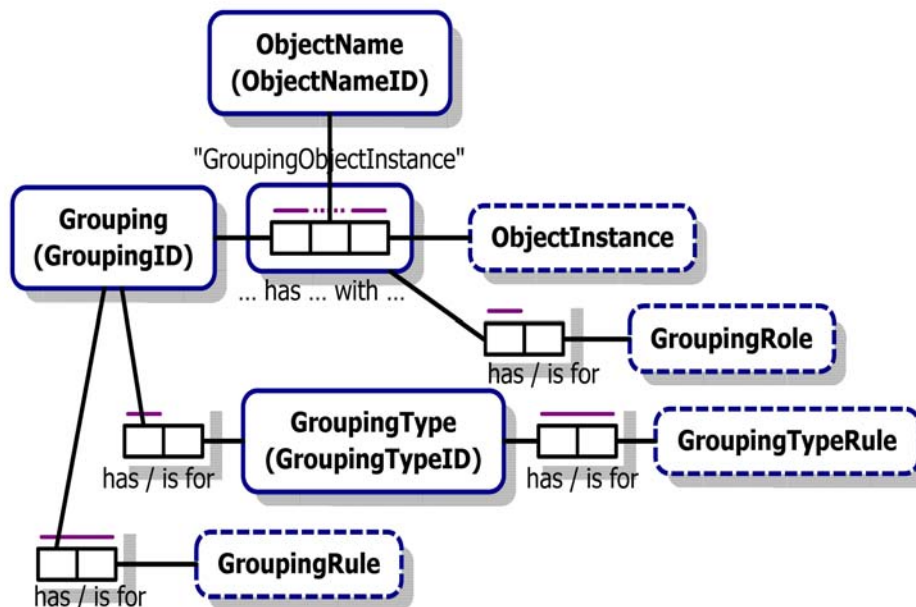 ObjectName
(ObjectNameID)
"GroupingObjectInstance"
Grouping
(GroupingID)
ObjectInstance
... has ... with ...
GroupingRole
has / is for
GroupingType
(GroupingTypeID)
GroupingTypeRule
has / is for
has / is for
GroupingRule
has / is for